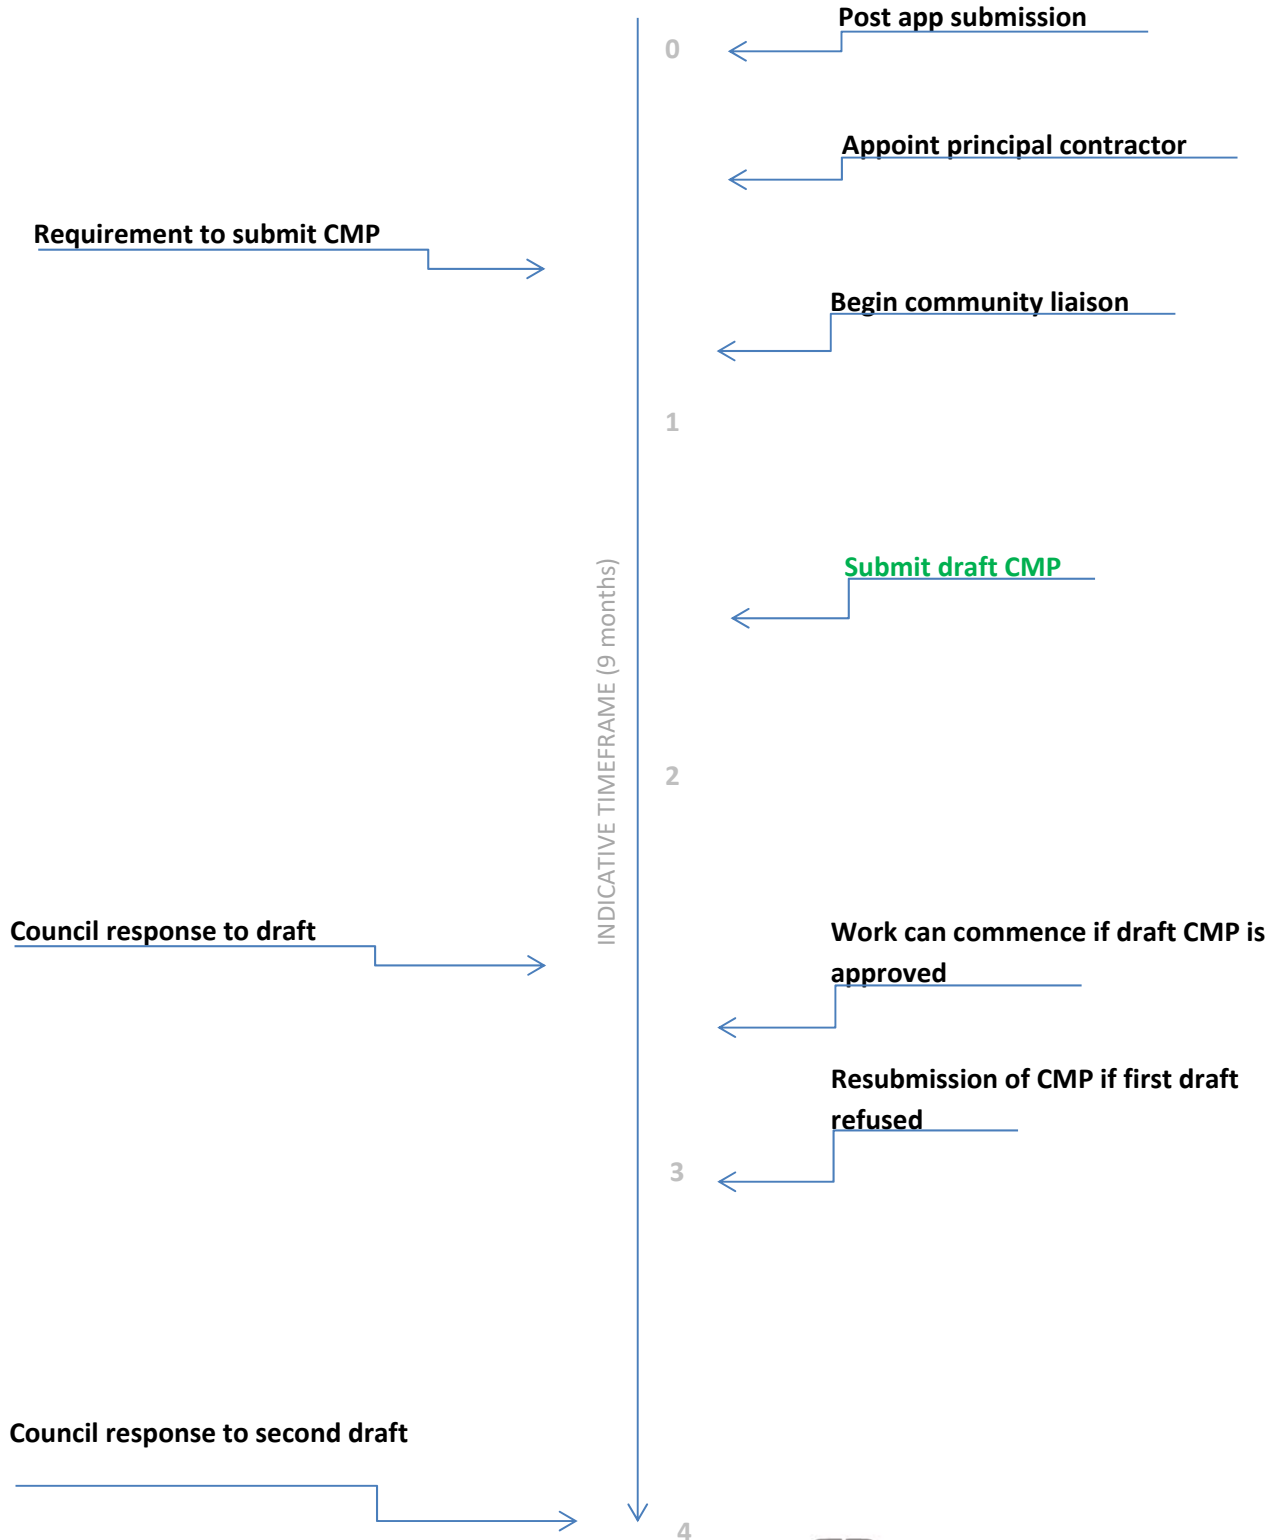 Post app submission
0
Appoint principal contractor
Requirement to submit CMP
Begin community liaison
1
Submit draft CMP
INDICATIVE TIMEFRAME (9 months)
2
Council response to draft
Work can commence if draft CMP is
approved
Resubmission of CMP if first draft
refused
3
Council response to second draft
4